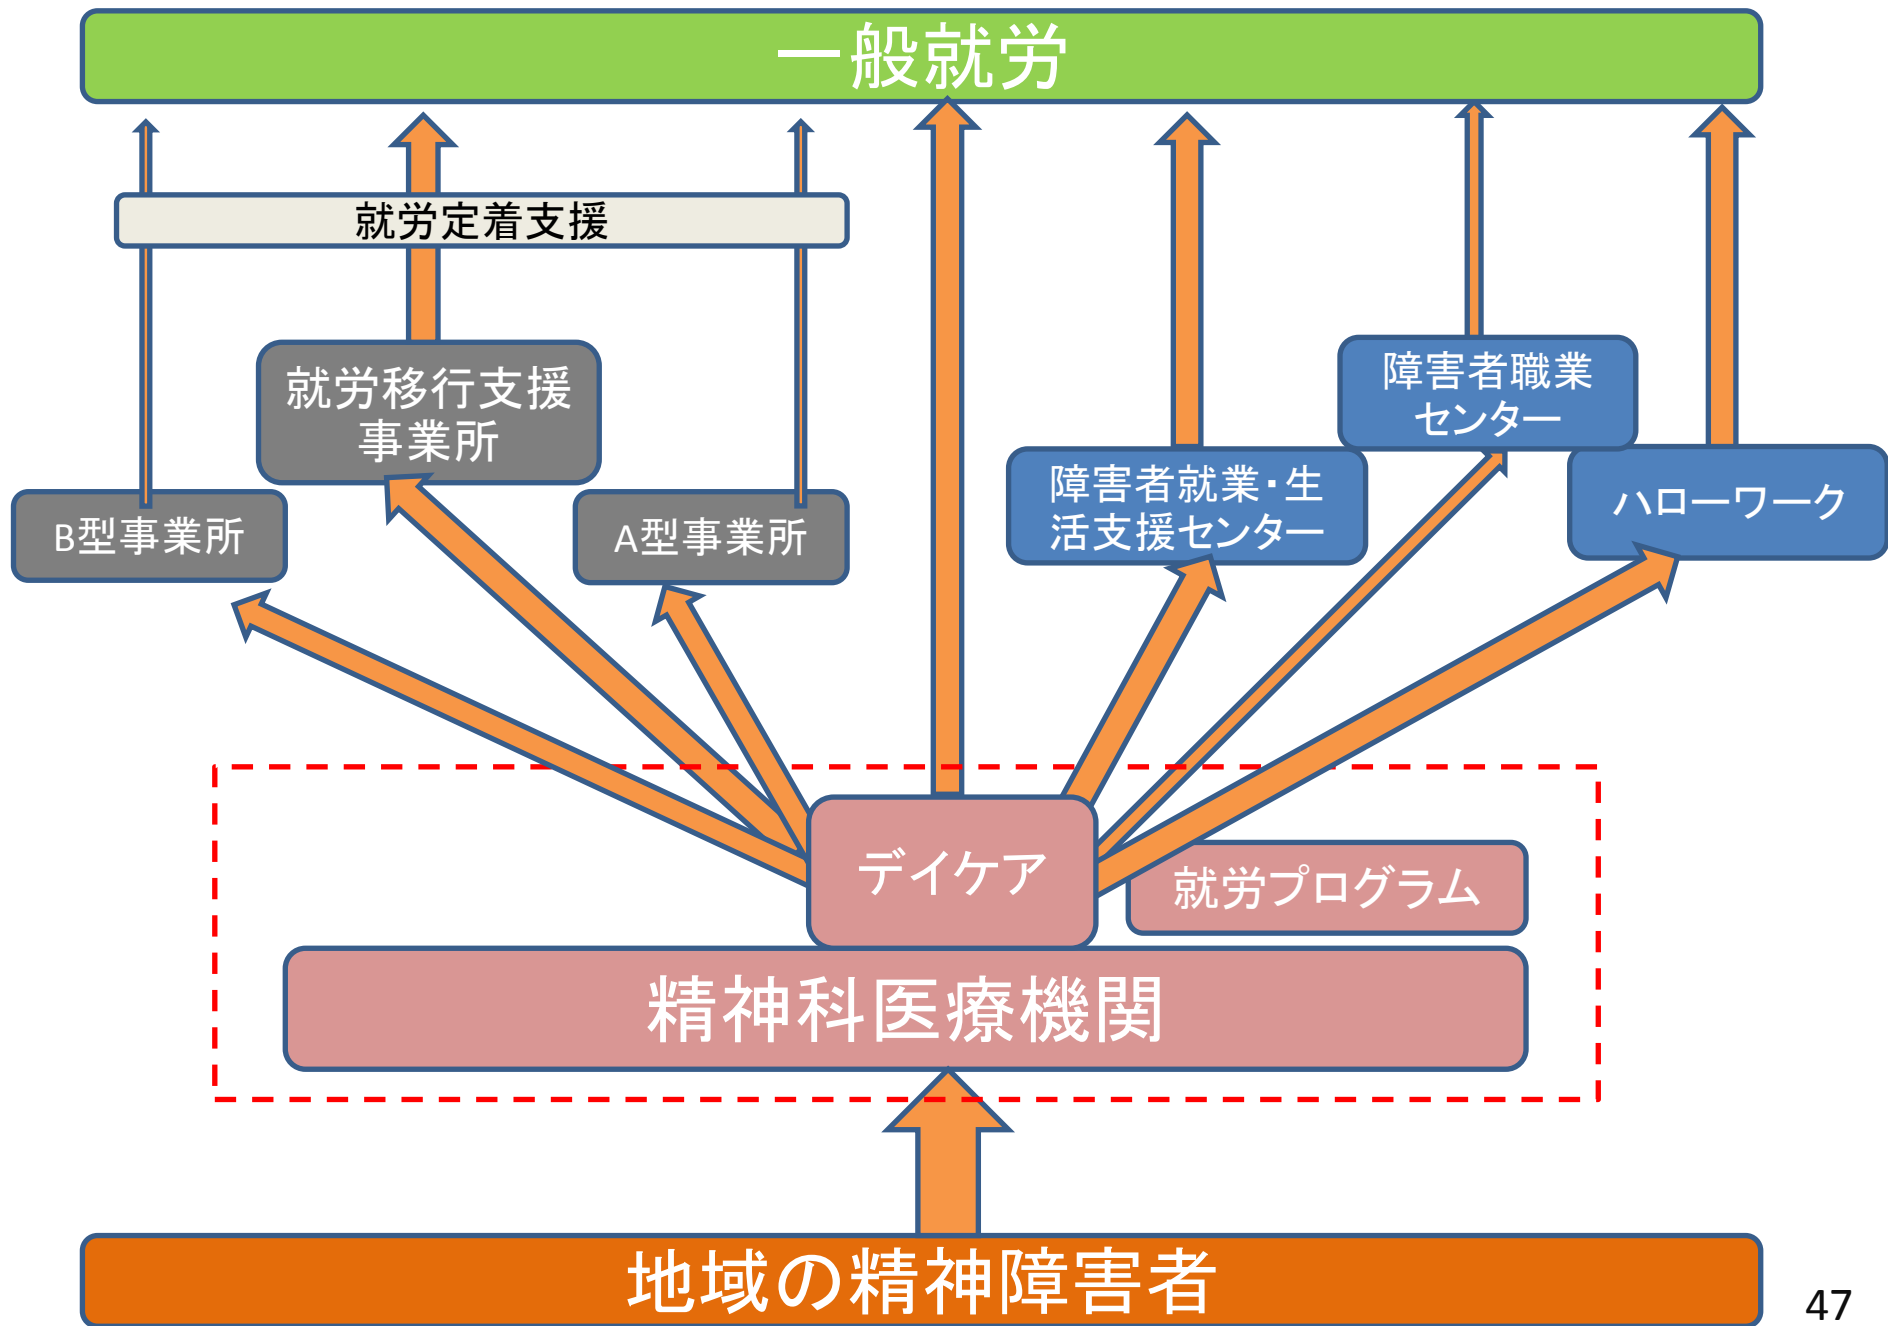 一般就労
就労定着支援
就労移行支援
事業所
障害者職業
センター
B型事業所
A型事業所
障害者就業・生
活支援センター
ハローワーク
デイケア
就労プログラム
精神科医療機関
地域の精神障害者
47